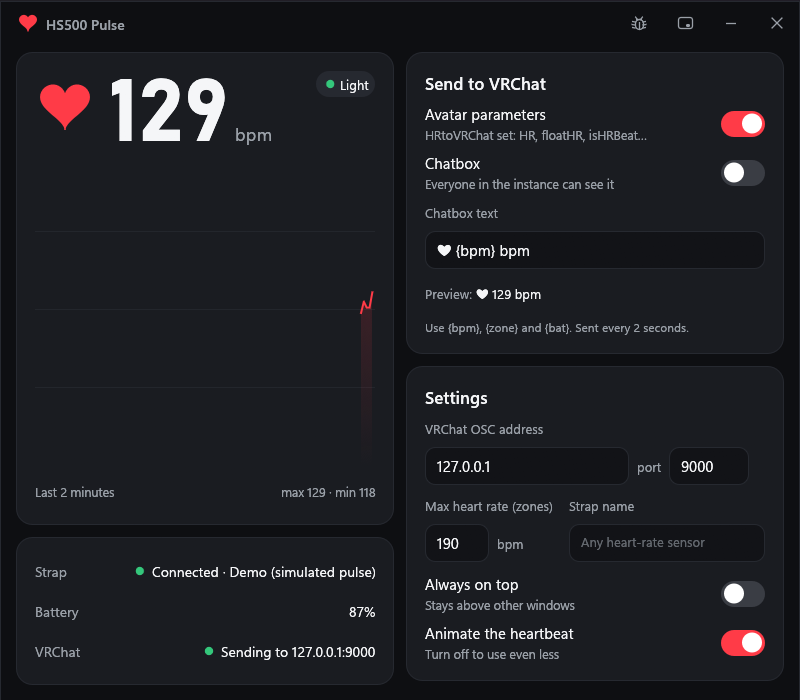 HS500 Pulse
129 bpm
Light
Last 2 minutes
max 129 · min 118
Strap
Connected · Demo (simulated pulse)
Battery
87%
VRChat
Sending to 127.0.0.1:9000
Send to VRChat
Avatar parameters
HRtoVRChat set: HR, floatHR, isHRBeat...
Chatbox
Everyone in the instance can see it
Chatbox text
♥ {bpm} bpm
Preview: ♥ 129 bpm
Use {bpm}, {zone} and {bat}. Sent every 2 seconds.
Settings
VRChat OSC address
127.0.0.1 port 9000
Max heart rate (zones) Strap name
190 bpm Any heart-rate sensor
Always on top
Stays above other windows
Animate the heartbeat
Turn off to use even less